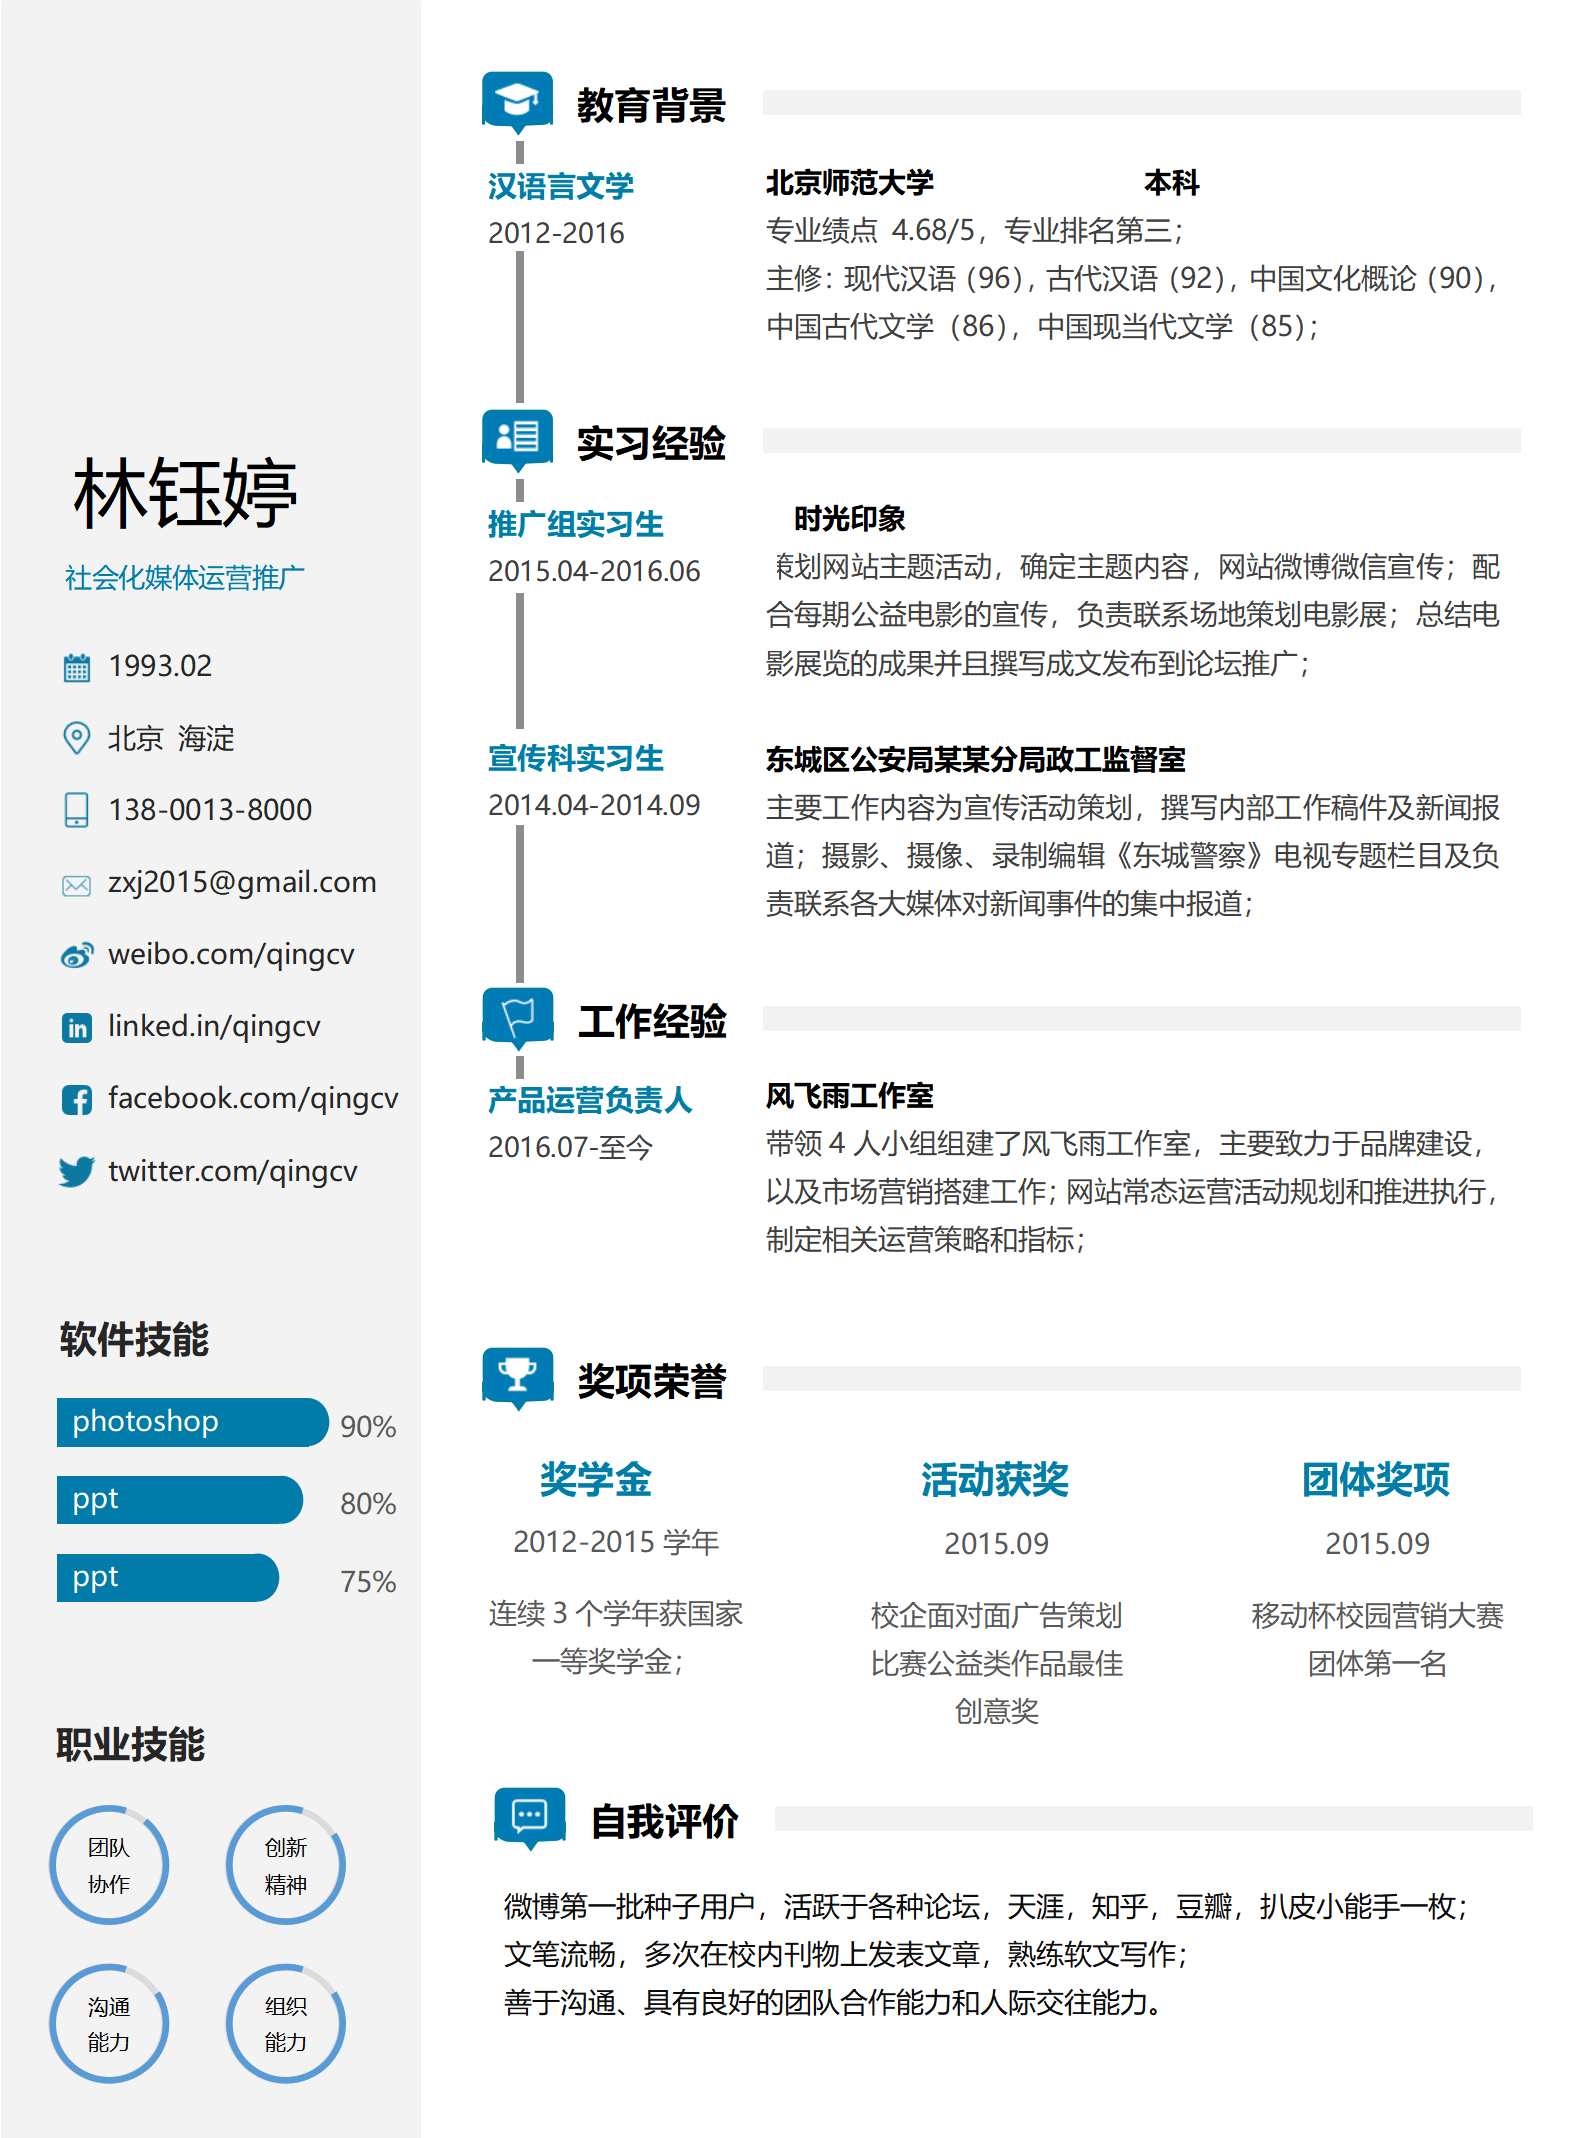 林钰婷
社会化媒体运营推广
1993.02
北京 海淀
138-0013-8000
zxj2015@gmail.com
weibo.com/qingcv
linked.in/qingcv
facebook.com/qingcv
twitter.com/qingcv
软件技能
photoshop 90%
ppt 80%
ppt 75%
职业技能
团队
协作
创新
精神
沟通
能力
组织
能力
教育背景
汉语言文学
2012-2016
北京师范大学 本科
专业绩点 4.68/5，专业排名第三；
主修：现代汉语（96），古代汉语（92），中国文化概论（90），
中国古代文学（86），中国现当代文学（85）；
实习经验
推广组实习生
2015.04-2016.06
时光印象
策划网站主题活动，确定主题内容，网站微博微信宣传；配
合每期公益电影的宣传，负责联系场地策划电影展；总结电
影展览的成果并且撰写成文发布到论坛推广；
宣传科实习生
2014.04-2014.09
东城区公安局某某分局政工监督室
主要工作内容为宣传活动策划，撰写内部工作稿件及新闻报
道；摄影、摄像、录制编辑《东城警察》电视专题栏目及负
责联系各大媒体对新闻事件的集中报道；
工作经验
产品运营负责人
2016.07-至今
风飞雨工作室
带领 4 人小组组建了风飞雨工作室，主要致力于品牌建设，
以及市场营销搭建工作；网站常态运营活动规划和推进执行，
制定相关运营策略和指标；
奖项荣誉
奖学金
2012-2015 学年
连续 3 个学年获国家
一等奖学金；
活动获奖
2015.09
校企面对面广告策划
比赛公益类作品最佳
创意奖
团体奖项
2015.09
移动杯校园营销大赛
团体第一名
自我评价
微博第一批种子用户，活跃于各种论坛，天涯，知乎，豆瓣，扒皮小能手一枚；
文笔流畅，多次在校内刊物上发表文章，熟练软文写作；
善于沟通、具有良好的团队合作能力和人际交往能力。